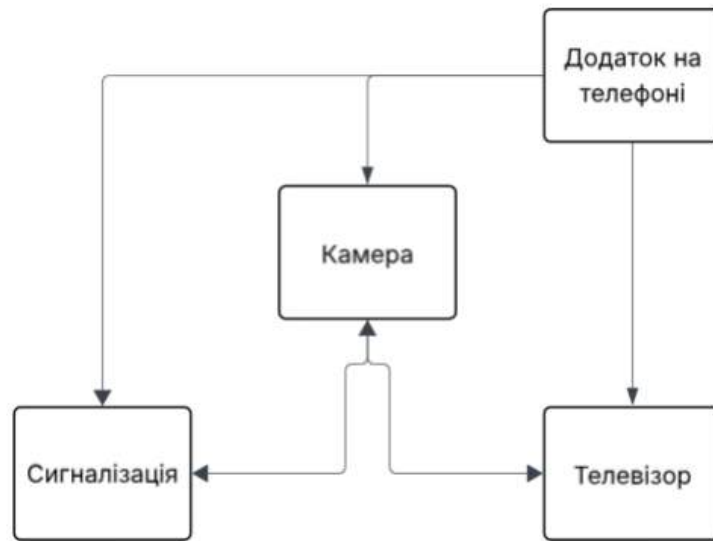 Додаток на
телефоні
Камера
Сигналізація
Телевізор